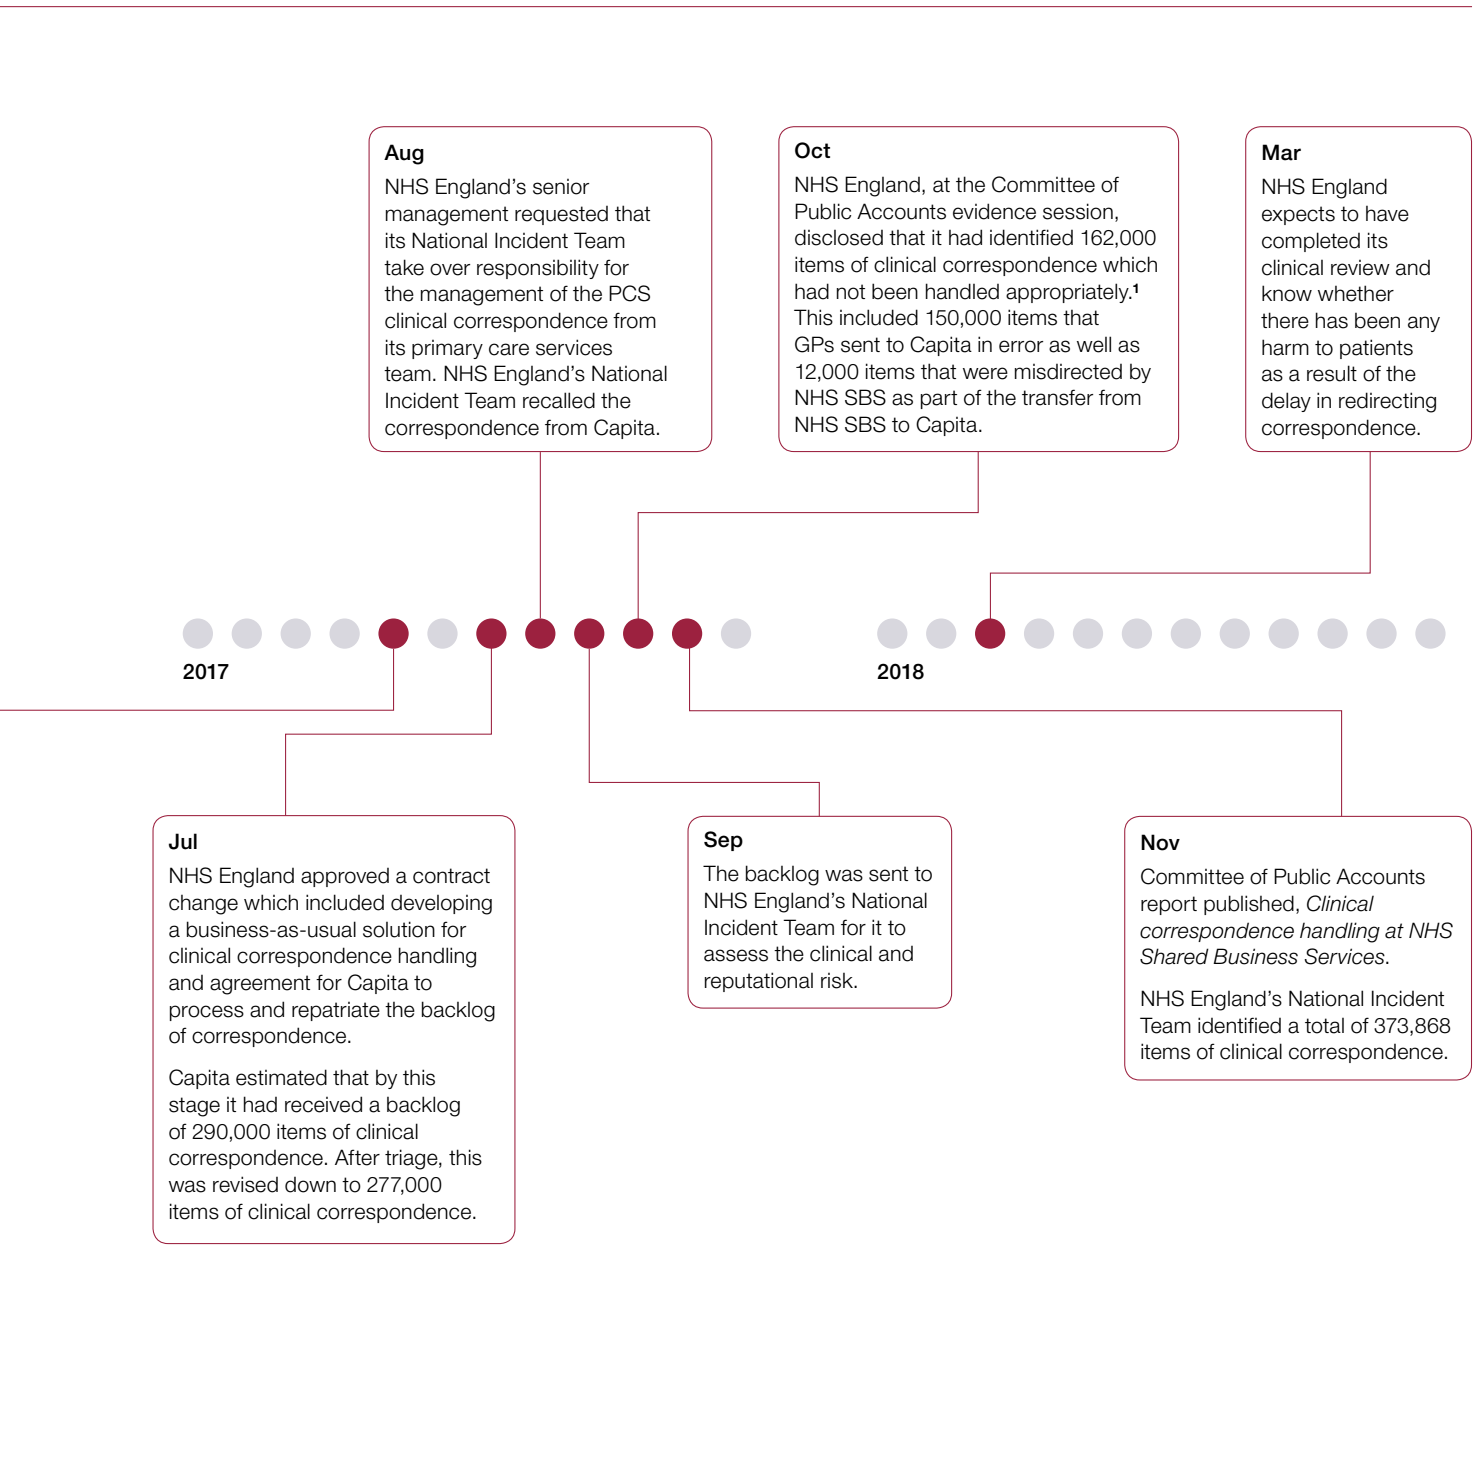 Aug
NHS England’s senior
management requested that
its National Incident Team
take over responsibility for
the management of the PCS
clinical correspondence from
its primary care services
team. NHS England’s National
Incident Team recalled the
correspondence from Capita.
Oct
NHS England, at the Committee of
Public Accounts evidence session,
disclosed that it had identified 162,000
items of clinical correspondence which
had not been handled appropriately.1
This included 150,000 items that
GPs sent to Capita in error as well as
12,000 items that were misdirected by
NHS SBS as part of the transfer from
NHS SBS to Capita.
Mar
NHS England
expects to have
completed its
clinical review and
know whether
there has been any
harm to patients
as a result of the
delay in redirecting
correspondence.
2017
2018
Jul
NHS England approved a contract
change which included developing
a business-as-usual solution for
clinical correspondence handling
and agreement for Capita to
process and repatriate the backlog
of correspondence.
Capita estimated that by this
stage it had received a backlog
of 290,000 items of clinical
correspondence. After triage, this
was revised down to 277,000
items of clinical correspondence.
Sep
The backlog was sent to
NHS England’s National
Incident Team for it to
assess the clinical and
reputational risk.
Nov
Committee of Public Accounts
report published, Clinical
correspondence handling at NHS
Shared Business Services.
NHS England’s National Incident
Team identified a total of 373,868
items of clinical correspondence.